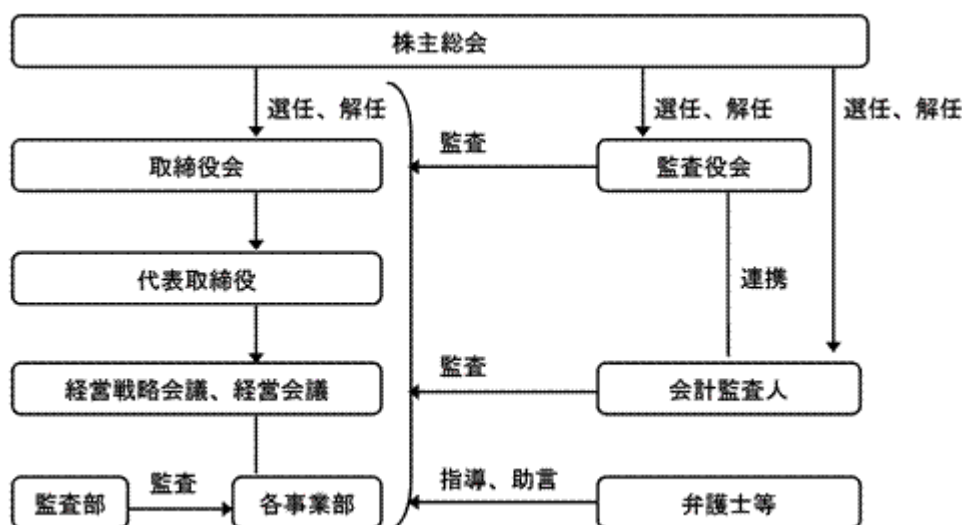 株主総会
選任、解任
選任、解任
選任、解任
取締役会
監査
監査役会
代表取締役
連携
経営戦略会議、経営会議
監査
会計監査人
監査部
監査
各事業部
指導、助言
弁護士等